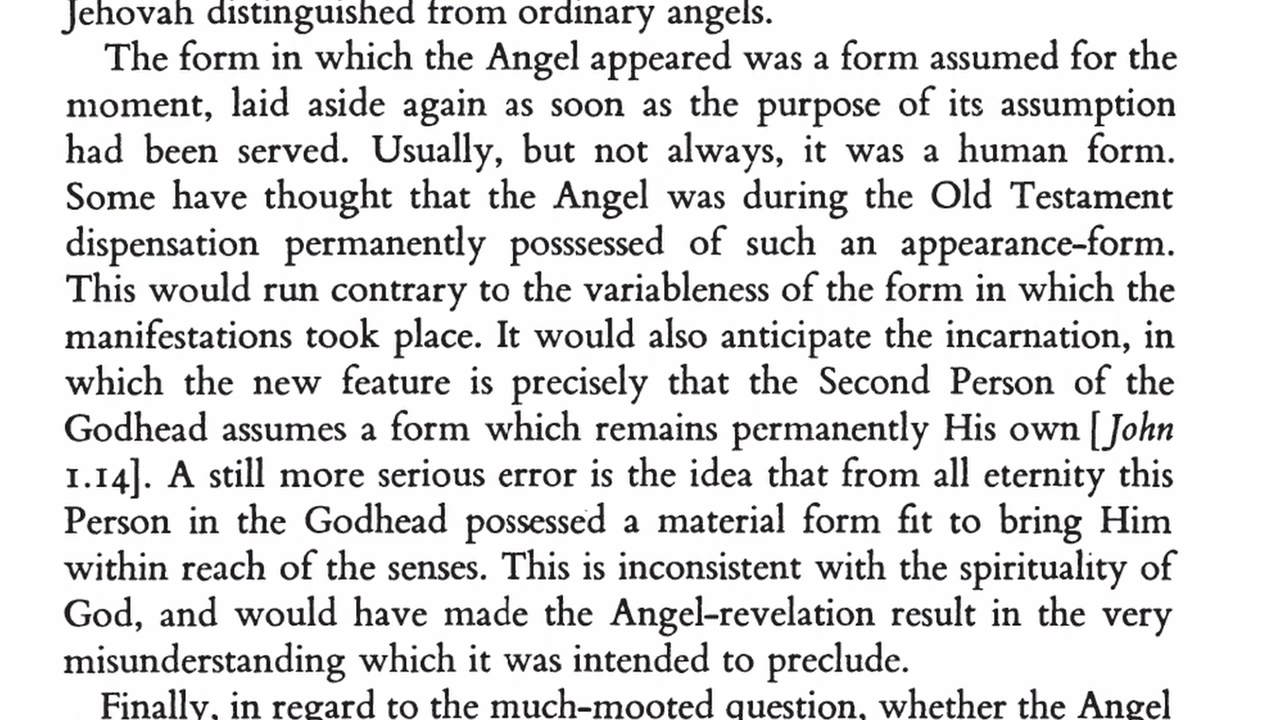 Jehovah distinguished from ordinary angels.
The form in which the Angel appeared was a form assumed for the
moment, laid aside again as soon as the purpose of its assumption
had been served. Usually, but not always, it was a human form.
Some have thought that the Angel was during the Old Testament
dispensation permanently posssessed of such an appearance-form.
This would run contrary to the variableness of the form in which the
manifestations took place. It would also anticipate the incarnation, in
which the new feature is precisely that the Second Person of the
Godhead assumes a form which remains permanently His own [John
1.14]. A still more serious error is the idea that from all eternity this
Person in the Godhead possessed a material form fit to bring Him
within reach of the senses. This is inconsistent with the spirituality of
God, and would have made the Angel-revelation result in the very
misunderstanding which it was intended to preclude.
Finally, in regard to the much-mooted question, whether the Angel